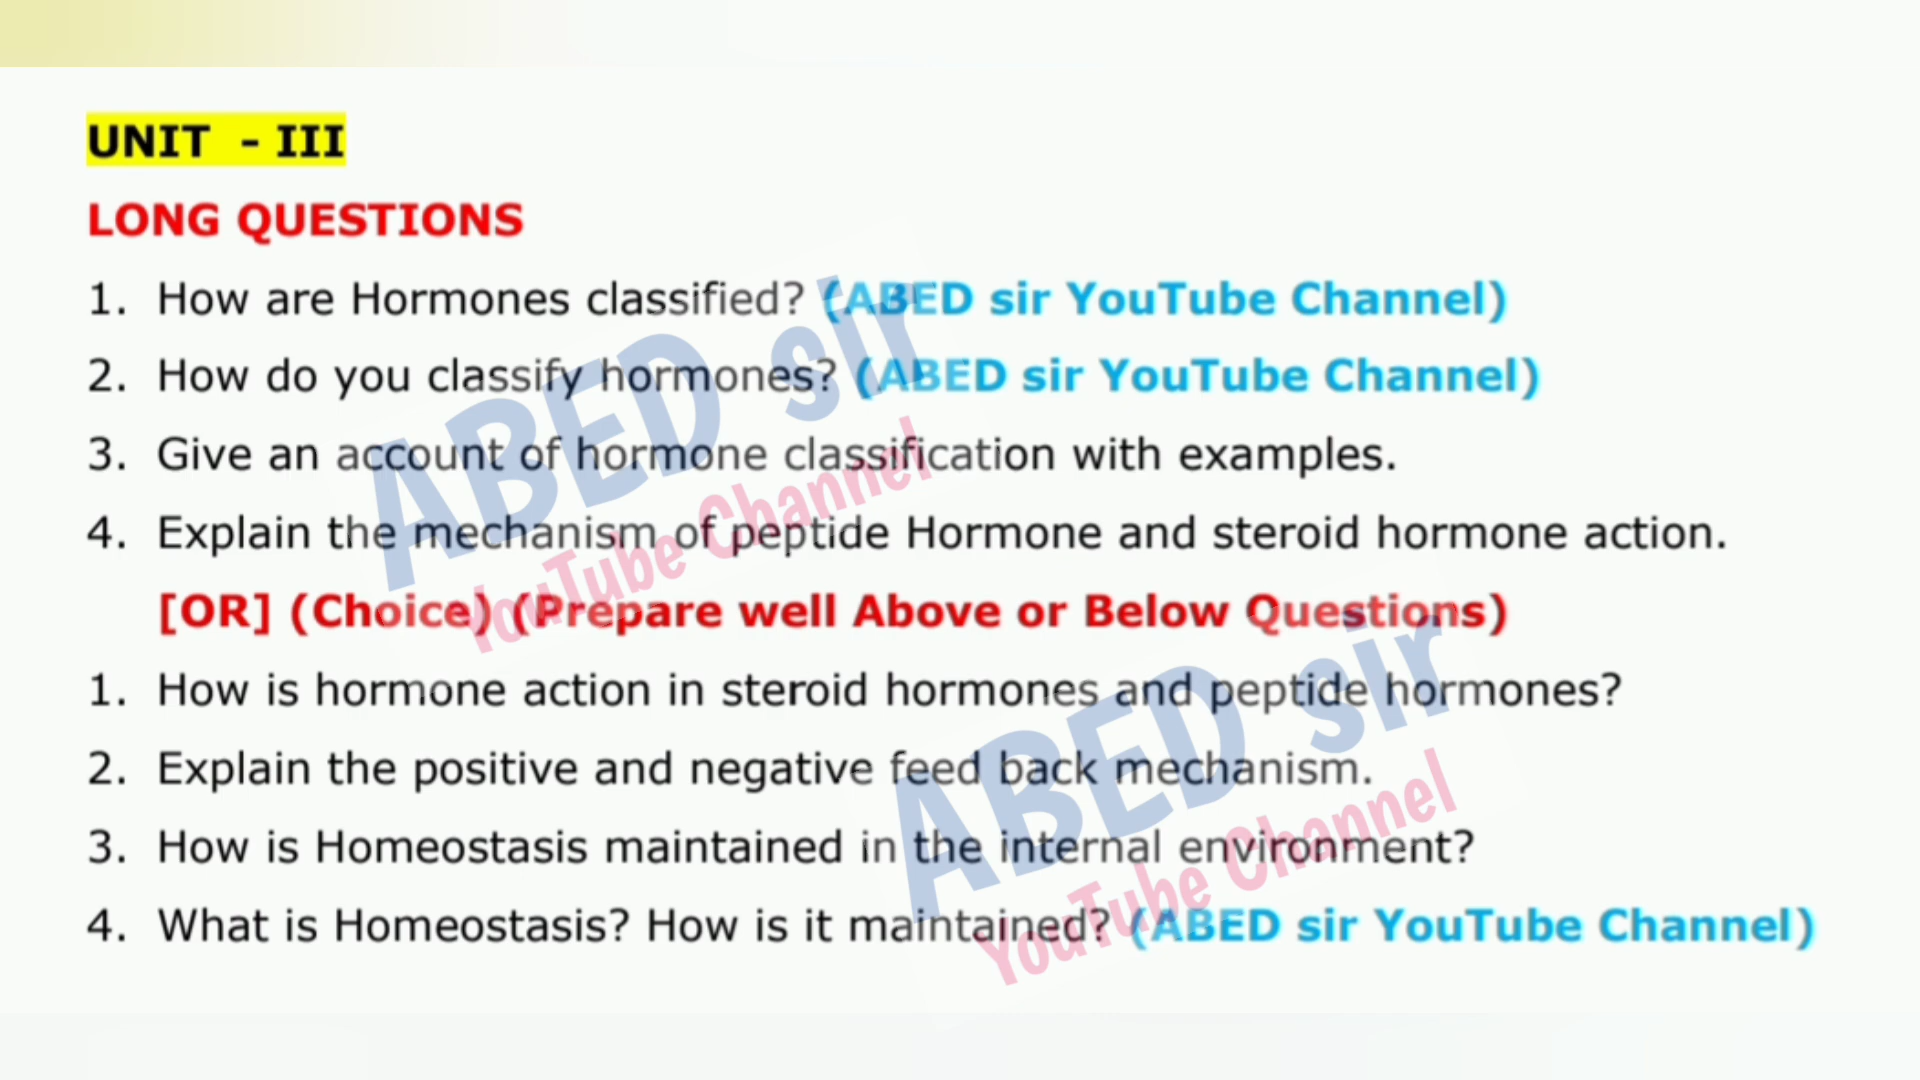 UNIT - III
LONG QUESTIONS
1. How are Hormones classified? (ABED sir YouTube Channel)
2. How do you classify hormones? (ABED sir YouTube Channel)
3. Give an account of hormone classification with examples.
4. Explain the mechanism of peptide Hormone and steroid hormone action.
[OR] (Choice) (Prepare well Above or Below Questions)
1. How is hormone action in steroid hormones and peptide hormones?
2. Explain the positive and negative feed back mechanism.
3. How is Homeostasis maintained in the internal environment?
4. What is Homeostasis? How is it maintained? (ABED sir YouTube Channel)
ABED sir
YouTube Channel
ABED sir
YouTube Channel